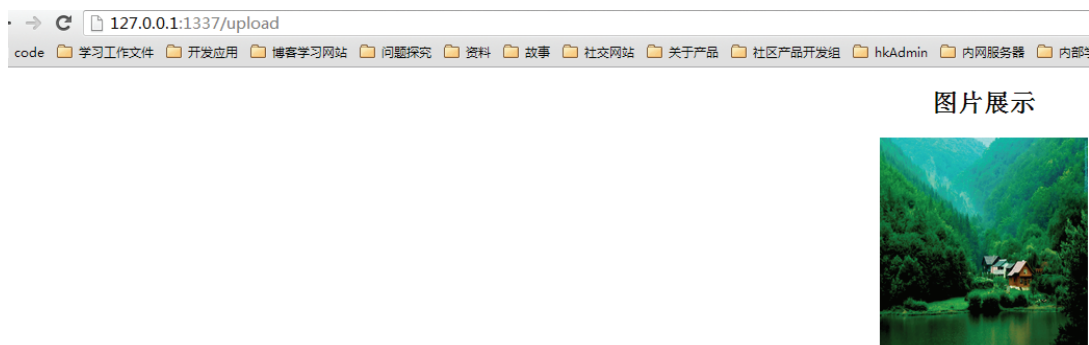 127.0.0.1:1337/upload
code 学习工作文件 开发应用 博客学习网站 问题探究 资料 故事 社交网站 关于产品 社区产品开发组 hkAdmin 内网服务器 内部
图片展示